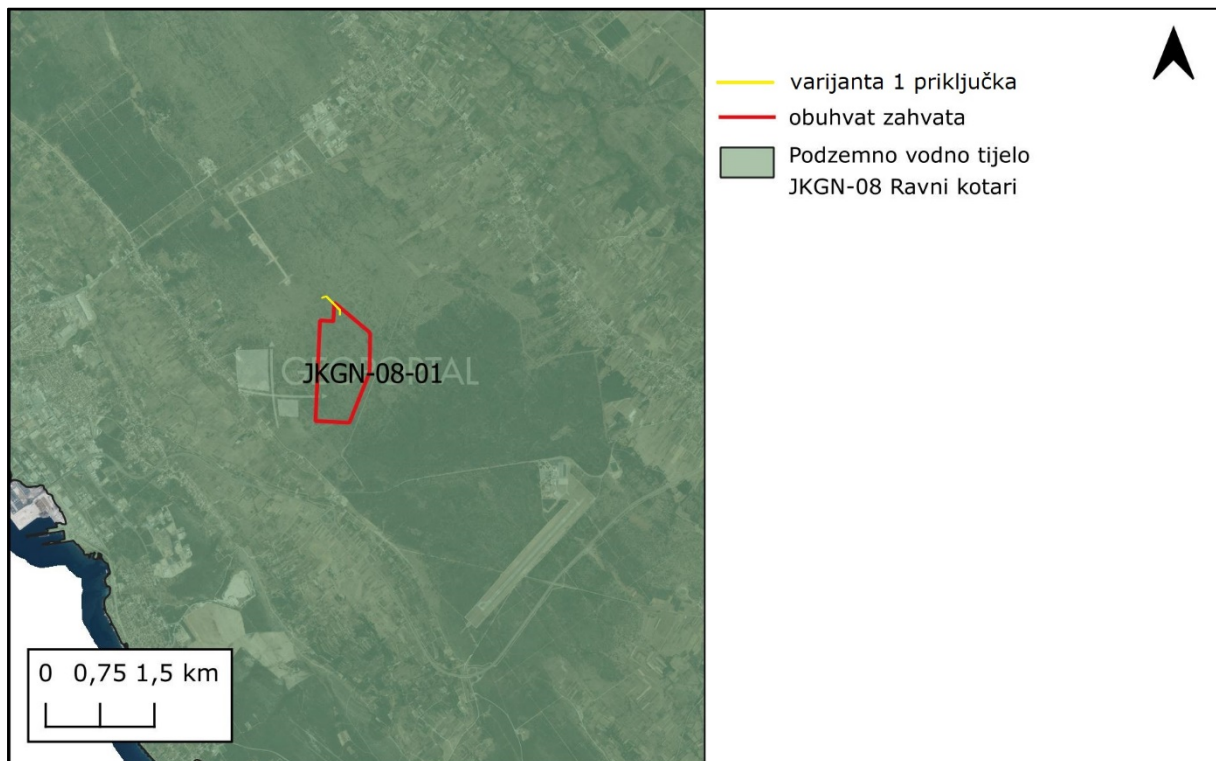 varijanta 1 priključka
obuhvat zahvata
Podzemno vodno tijelo
JKGN-08 Ravni kotari
GEOPORTAL
JKGN-08-01
0 0,75 1,5 km